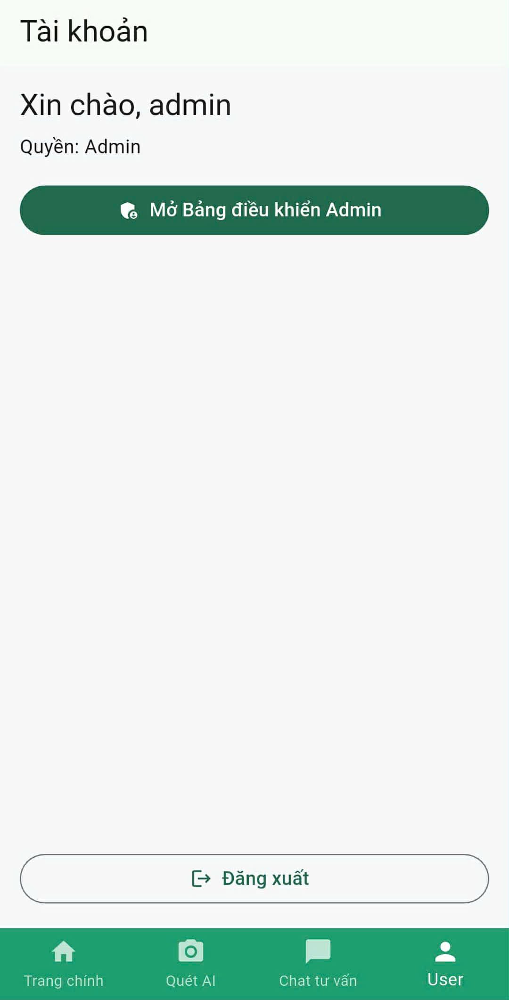 Tài khoản
Xin chào, admin
Quyền: Admin
Mở Bảng điều khiển Admin
Đăng xuất
Trang chính
Quét AI
Chat tư vấn
User